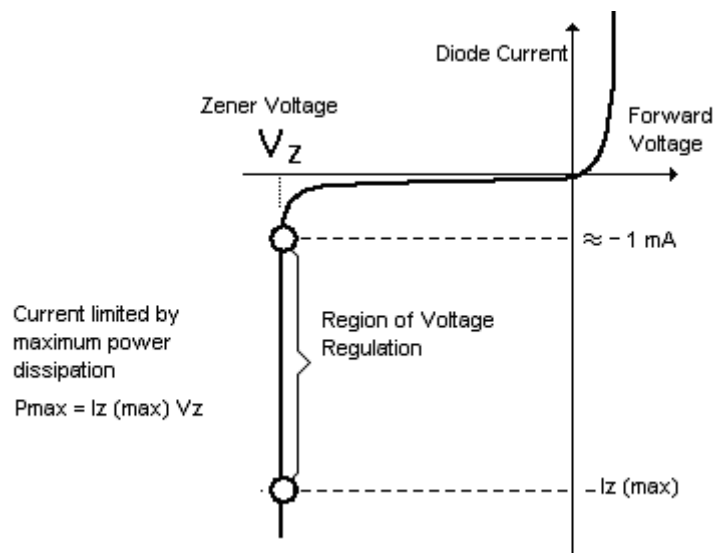 Diode Current
Zener Voltage
Vz
Forward
Voltage
≈ - 1 mA
Current limited by
maximum power
dissipation
Pmax = Iz (max) Vz
Region of Voltage
Regulation
Iz (max)